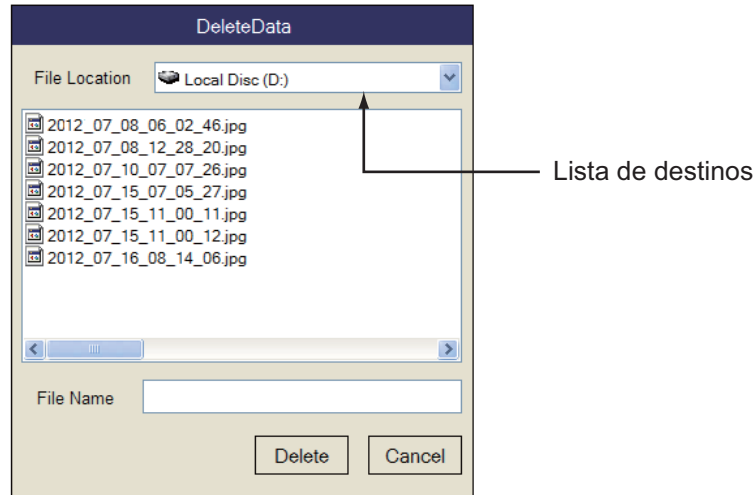 DeleteData
File Location
Local Disc (D:)
2012_07_08_06_02_46.jpg
2012_07_08_12_28_20.jpg
2012_07_10_07_07_26.jpg
2012_07_15_07_05_27.jpg
2012_07_15_11_00_11.jpg
2012_07_15_11_00_12.jpg
2012_07_16_08_14_06.jpg
Lista de destinos
File Name
Delete
Cancel